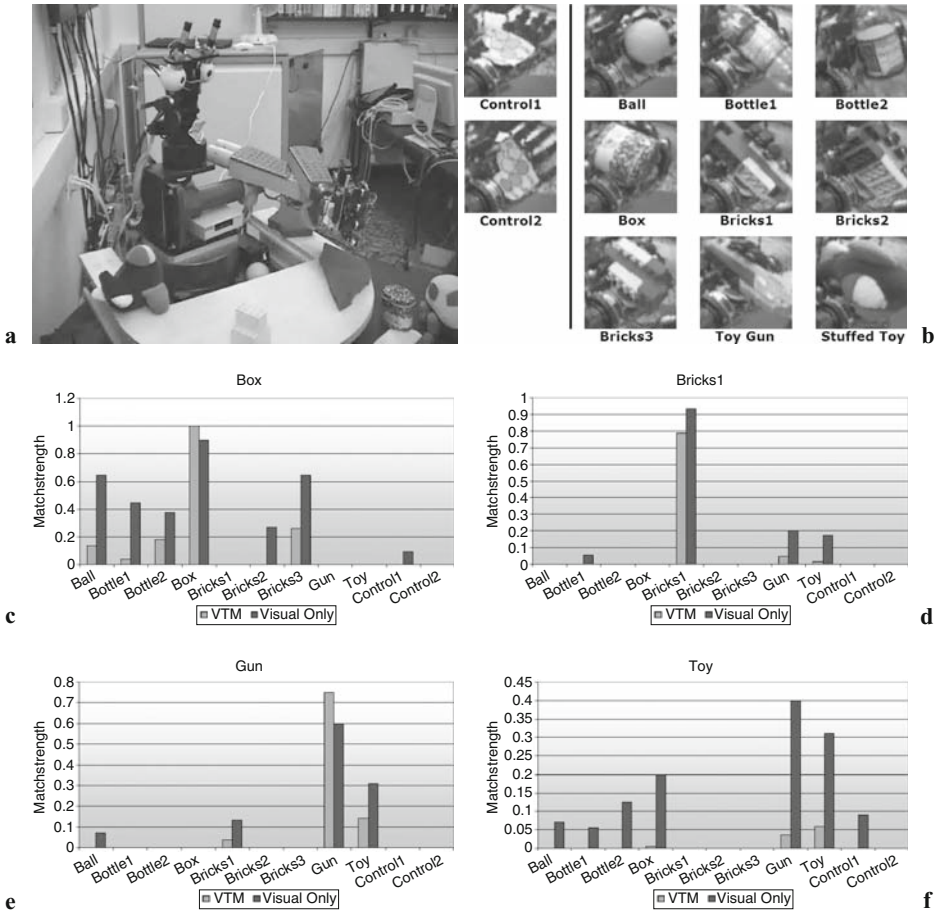 Control1
Ball
Bottle1
Bottle2
Control2
Box
Bricks1
Bricks2
a
Bricks3
Toy Gun
Stuffed Toy
b
Box
1.2
1
0.8
0.6
0.4
0.2
0
Matchstrength
Ball Bottle1 Bottle2 Box Bricks1 Bricks2 Bricks3 Gun Toy Control1 Control2
VTM Visual Only
c
Bricks1
1
0.9
0.8
0.7
0.6
0.5
0.4
0.3
0.2
0.1
0
Matchstrength
Ball Bottle1 Bottle2 Box Bricks1 Bricks2 Bricks3 Gun Toy Control1 Control2
VTM Visual Only
d
Gun
0.8
0.7
0.6
0.5
0.4
0.3
0.2
0.1
0
Matchstrength
Ball Bottle1 Bottle2 Box Bricks1 Bricks2 Bricks3 Gun Toy Control1 Control2
VTM Visual Only
e
Toy
0.45
0.4
0.35
0.3
0.25
0.2
0.15
0.1
0.05
0
Matchstrength
Ball Bottle1 Bottle2 Box Bricks1 Bricks2 Bricks3 Gun Toy Control1 Control2
VTM Visual Only
f